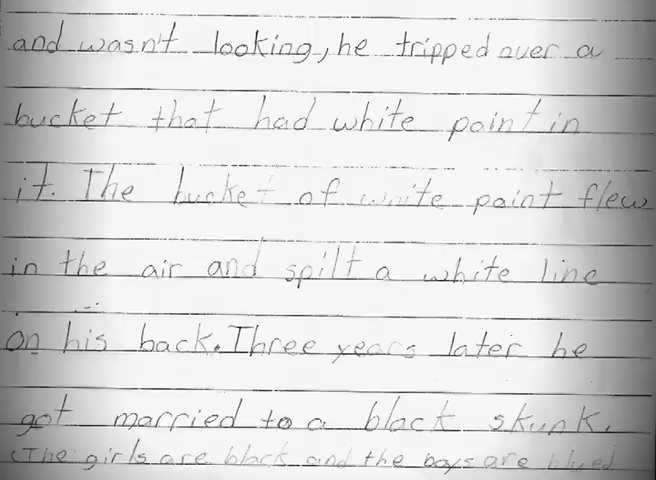 and wasn't looking, he tripped over a
bucket that had white paint in
it. The bucket of white paint flew
in the air and spilt a white line
on his back. Three years later he
got married to a black skunk.
(The girls are black and the boys are blue)